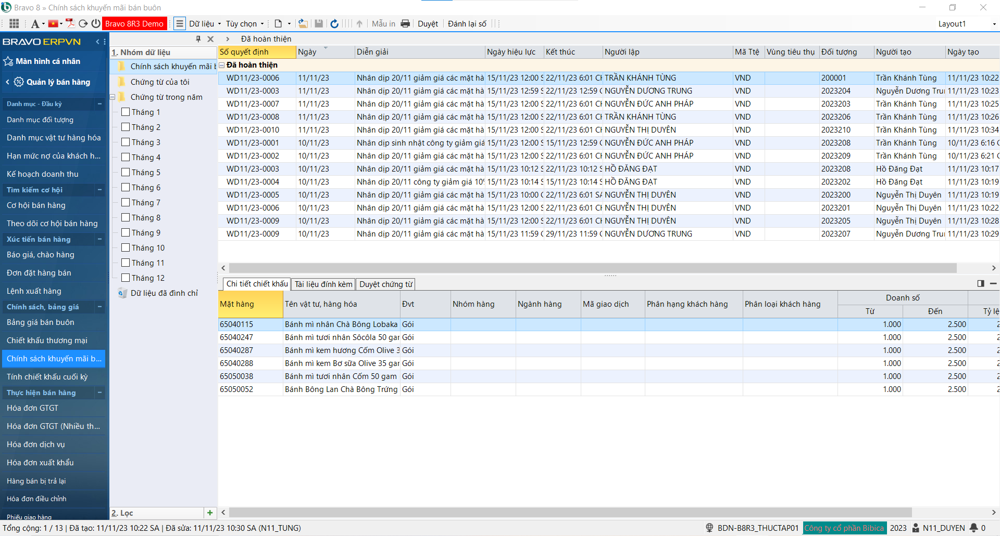 Bravo 8 » Chính sách khuyến mãi bán buôn
Bravo 8R3 Demo Dữ liệu Tùy chọn Mẫu in Duyệt Đánh lại số Layout1
BRAVO ERPVN
Màn hình cá nhân
Quản lý bán hàng
Danh mục - Đầu kỳ
Danh mục đối tượng
Danh mục vật tư hàng hóa
Hạn mức nợ của khách h...
Kế hoạch doanh thu
Tìm kiếm cơ hội
Cơ hội bán hàng
Theo dõi cơ hội bán hàng
Xúc tiến bán hàng
Báo giá, chào hàng
Đơn đặt hàng bán
Lệnh xuất hàng
Chính sách, bảng giá
Bảng giá bán buôn
Chiết khấu thương mại
Chính sách khuyến mãi b...
Tính chiết khấu cuối kỳ
Thực hiện bán hàng
Hóa đơn GTGT
Hóa đơn GTGT (Nhiều th...
Hóa đơn dịch vụ
Hóa đơn xuất khẩu
Hàng bán bị trả lại
Hóa đơn điều chỉnh
Phiếu giao hàng
1. Nhóm dữ liệu
Chính sách khuyến mãi b
Chứng từ của tôi
Chứng từ trong năm
Tháng 1
Tháng 2
Tháng 3
Tháng 4
Tháng 5
Tháng 6
Tháng 7
Tháng 8
Tháng 9
Tháng 10
Tháng 11
Tháng 12
Dữ liệu đã đình chỉ
2. Lọc
Đã hoàn thiện
Số quyết định Ngày Diễn giải Ngày hiệu lực Kết thúc Người lập Mã Ttệ Vùng tiêu thụ Đối tượng Người tạo Ngày tạo
Đã hoàn thiện
WD11/23-0006 11/11/23 Nhân dịp 20/11 giảm giá các mặt hà 15/11/23 12:00 S 22/11/23 6:01 CH TRẦN KHÁNH TÙNG VND 200001 Trần Khánh Tùng 11/11/23 10:22
WD11/23-0003 11/11/23 Nhân dịp 20/11 giảm giá các mặt hà 15/11/23 12:59 S 22/11/23 12:59 C NGUYỄN DƯƠNG TRUNG VND 2023204 Nguyễn Dương Trun 11/11/23 10:23
WD11/23-0007 11/11/23 Nhân dịp 20/11 giảm giá các mặt hà 15/11/23 12:00 S 22/11/23 6:01 CH NGUYỄN ĐỨC ANH PHÁP VND 2023203 Trần Khánh Tùng 11/11/23 10:25
WD11/23-0008 11/11/23 Nhân dịp 20/11 giảm giá các mặt hà 15/11/23 12:00 S 22/11/23 6:01 CH TRẦN KHÁNH TÙNG VND 2023206 Trần Khánh Tùng 11/11/23 10:26
WD11/23-0010 11/11/23 Nhân dịp 20/11 giảm giá các mặt hà 15/11/23 12:00 S 22/11/23 6:01 CH NGUYỄN THỊ DUYÊN VND 2023210 Trần Khánh Tùng 11/11/23 10:34
WD11/23-0001 10/11/23 Nhân dịp sinh nhật công ty giảm giá 15/11/23 12:00 S 15/11/23 12:59 C NGUYỄN ĐỨC ANH PHÁP VND 2023208 Trần Khánh Tùng 10/11/23 6:16 C
WD11/23-0002 10/11/23 Nhân dịp 20/11 giảm giá các mặt hà 15/11/23 12:00 S 22/11/23 6:01 CH NGUYỄN ĐỨC ANH PHÁP VND 2023209 Trần Khánh Tùng 10/11/23 6:21 C
WD11/23-0003 10/11/23 Nhân dịp 20/11 giảm giá các mặt hà 15/11/23 10:12 S 22/11/23 10:12 S HỒ ĐĂNG ĐẠT VND 2023208 Hồ Đăng Đạt 11/11/23 10:17
WD11/23-0004 10/11/23 Nhân dịp 20/11 công ty giảm giá 10% 15/11/23 10:14 S 15/11/23 10:14 S HỒ ĐĂNG ĐẠT VND 2023202 Hồ Đăng Đạt 11/11/23 10:19
WD11/23-0005 10/11/23 Nhân dịp 20/11 giảm giá các mặt hà 15/11/23 10:00 C 22/11/23 6:01 SA NGUYỄN THỊ DUYÊN VND 2023200 Nguyễn Thị Duyên 11/11/23 10:19
WD11/23-0006 10/11/23 Nhân dịp 20/11 giảm giá các mặt hà 15/11/23 12:00 S 22/11/23 6:01 CH NGUYỄN THỊ DUYÊN VND 2023201 Nguyễn Thị Duyên 11/11/23 10:22
WD11/23-0009 10/11/23 Nhân dịp 20/11 giảm giá các mặt hà 15/11/23 12:00 S 22/11/23 6:01 CH NGUYỄN THỊ DUYÊN VND 2023205 Nguyễn Thị Duyên 11/11/23 10:28
WD11/23-0009 10/11/23 Nhân dịp 20/11 giảm giá các mặt hà 15/11/23 11:59 C 29/11/23 11:59 C NGUYỄN DƯƠNG TRUNG VND 2023207 Nguyễn Dương Trun 11/11/23 10:29
Chi tiết chiết khấu Tài liệu đính kèm Duyệt chứng từ
Mặt hàng Tên vật tư, hàng hóa Đvt Nhóm hàng Ngành hàng Mã giao dịch Phân hạng khách hàng Phân loại khách hàng Doanh số
Từ Đến Tỷ lệ
65040115 Bánh mì nhân Chà Bông Lobaka Gói 1.000 2.500 2
65040247 Bánh mì tươi nhân Sôcôla 50 gar Gói 1.000 2.500 2
65040287 Bánh mì kem hương Cốm Olive 3 Gói 1.000 2.500 2
65040288 Bánh mì kem Bơ sữa Olive 35 gar Gói 1.000 2.500 2
65050038 Bánh mì tươi nhân Cốm 50 gam Gói 1.000 2.500 2
65050052 Bánh Bông Lan Chà Bông Trứng Gói 1.000 2.500 2
Tổng cộng: 1 / 13 | Đã tạo: 11/11/23 10:22 SA | Đã sửa: 11/11/23 10:30 SA (N11_TUNG) BDN-B8R3_THUCTAP01 Công ty cổ phần Bibica 2023 N11_DUYEN 0